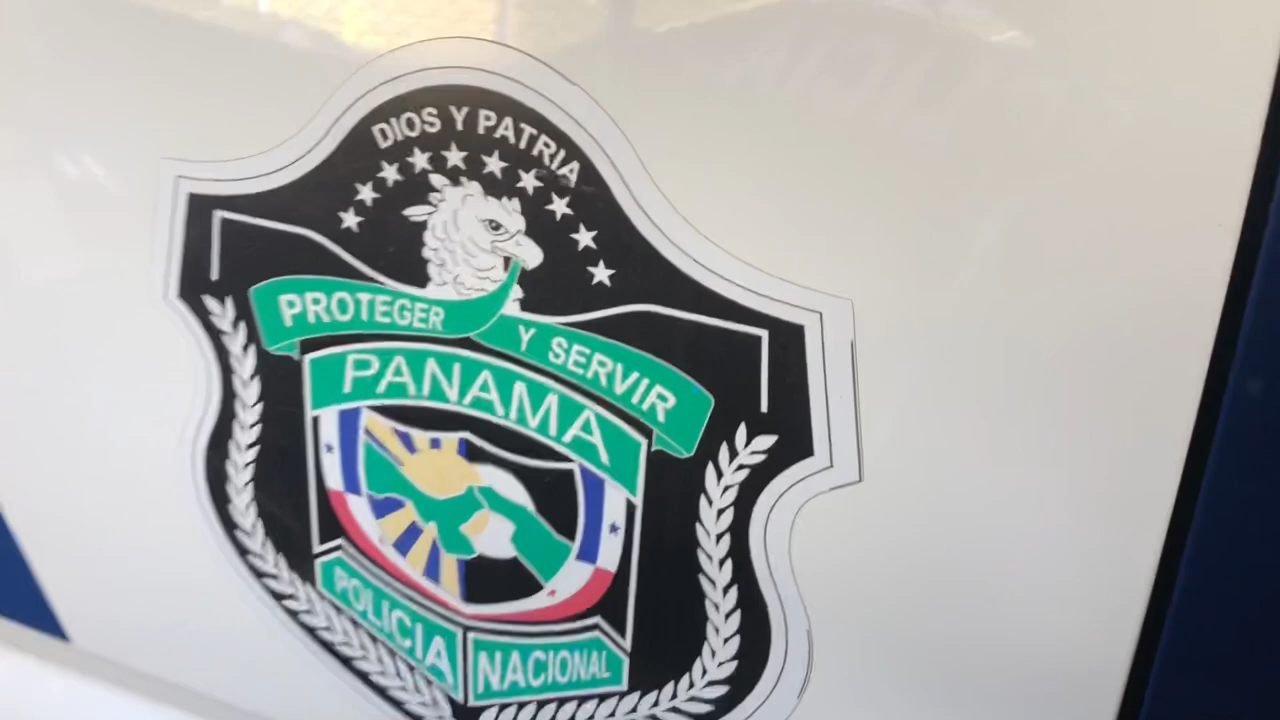 DIOS Y PATRIA
PROTEGER Y SERVIR
PANAMA
POLICIA NACIONAL